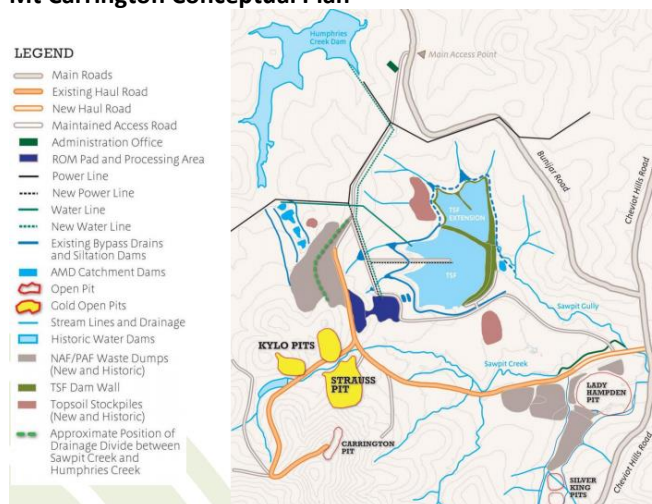 Mt Carrington Conceptual Plan
LEGEND
Main Roads
Existing Haul Road
New Haul Road
Maintained Access Road
Administration Office
ROM Pad and Processing Area
Power Line
New Power Line
Water Line
New Water Line
Existing Bypass Drains
and Siltation Dams
AMD Catchment Dams
Open Pit
Gold Open Pits
Stream Lines and Drainage
Historic Water Dams
NAF/PAF Waste Dumps
(New and Historic)
TSF Dam Wall
Topsoil Stockpiles
(New and Historic)
Approximate Position of
Drainage Divide between
Sawpit Creek and
Humphries Creek
Humphries
Creek Dam
Main Access Point
Bunijar Road
Cheviot Hills Road
TSF
EXTENSION
TSF
Sawpit Gully
KYLO PITS
STRAUSS
PIT
Sawpit Creek
LADY
HAMPDEN
PIT
CARRINGTON
PIT
SILVER
KING
PITS
Cheviot Hills Road